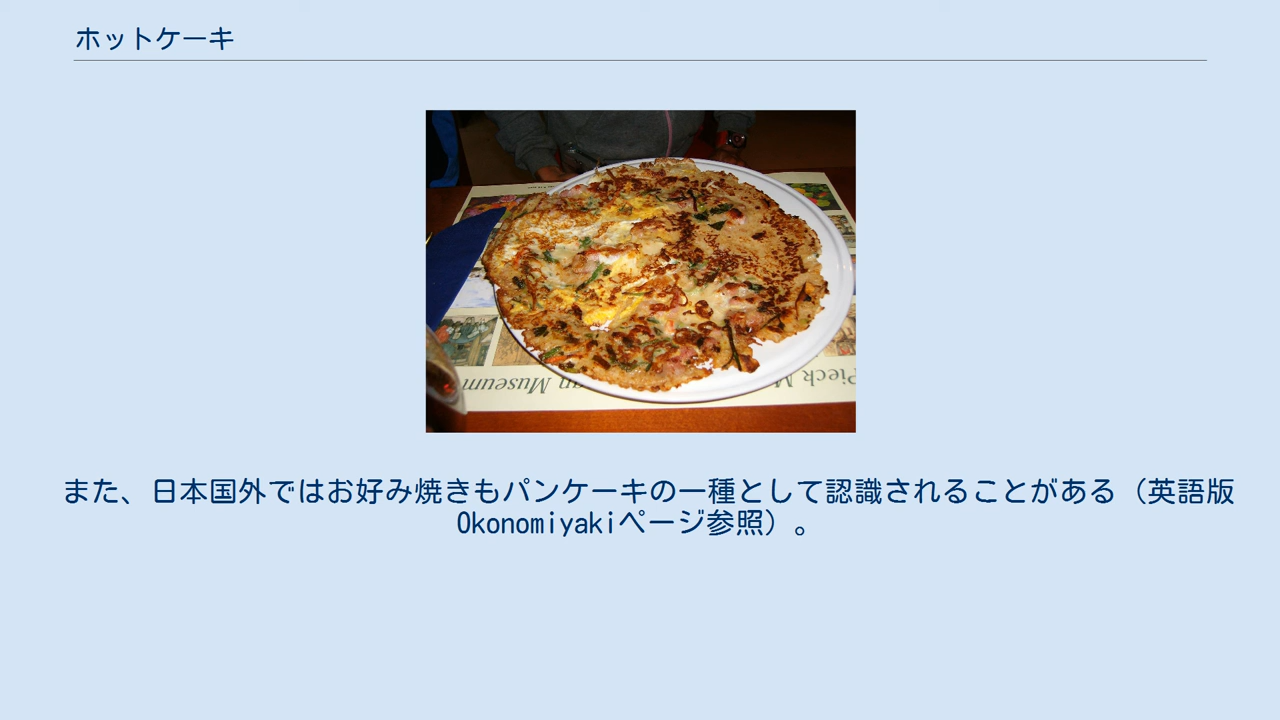 ホットケーキ
Pieck M
an Museum
また、日本国外ではお好み焼きもパンケーキの一種として認識されることがある（英語版
Okonomiyakiページ参照）。